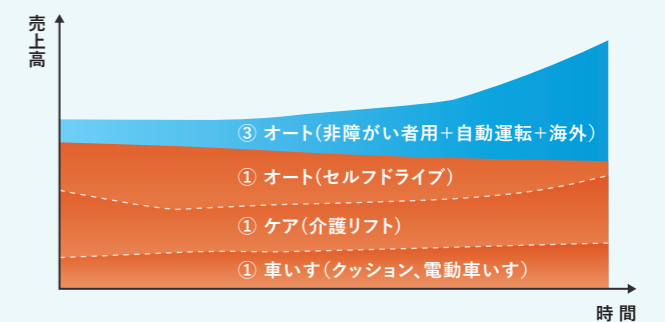 売上高
③ オート(非障がい者用+自動運転+海外)
① オート(セルフドライブ)
① ケア(介護リフト)
① 車いす(クッション、電動車いす)
時間